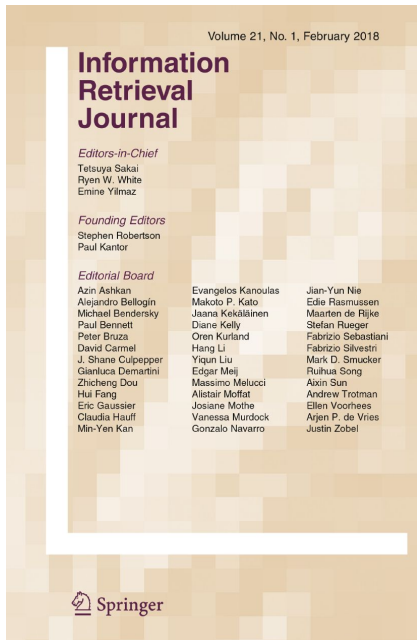 Volume 21, No. 1, February 2018
Information
Retrieval
Journal
Editors-in-Chief
Tetsuya Sakai
Ryen W. White
Emine Yilmaz
Founding Editors
Stephen Robertson
Paul Kantor
Editorial Board
Azin Ashkan
Alejandro Bellogín
Michael Bendersky
Paul Bennett
Peter Bruza
David Carmel
J. Shane Culpepper
Gianluca Demartini
Zhicheng Dou
Hui Fang
Eric Gaussier
Claudia Hauff
Min-Yen Kan
Evangelos Kanoulas
Makoto P. Kato
Jaana Kekäläinen
Diane Kelly
Oren Kurland
Hang Li
Yiqun Liu
Edgar Meij
Massimo Melucci
Alistair Moffat
Josiane Mothe
Vanessa Murdock
Gonzalo Navarro
Jian-Yun Nie
Edie Rasmussen
Maarten de Rijke
Stefan Rueger
Fabrizio Sebastiani
Fabrizio Silvestri
Mark D. Smucker
Ruihua Song
Aixin Sun
Andrew Trotman
Ellen Voorhees
Arjen P. de Vries
Justin Zobel
Springer